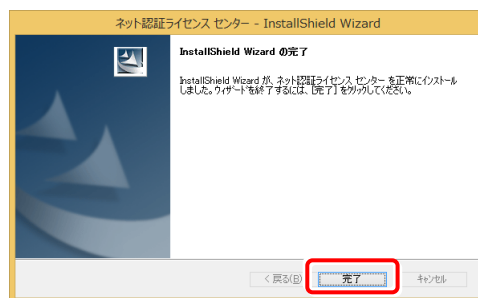 ネット認証ライセンス センター - InstallShield Wizard
InstallShield Wizard の完了
InstallShield Wizard が、ネット認証ライセンス センター を正常にインストール
しました。ウィザードを終了するには、[完了] をクリックしてください。
< 戻る(B)
完了
キャンセル